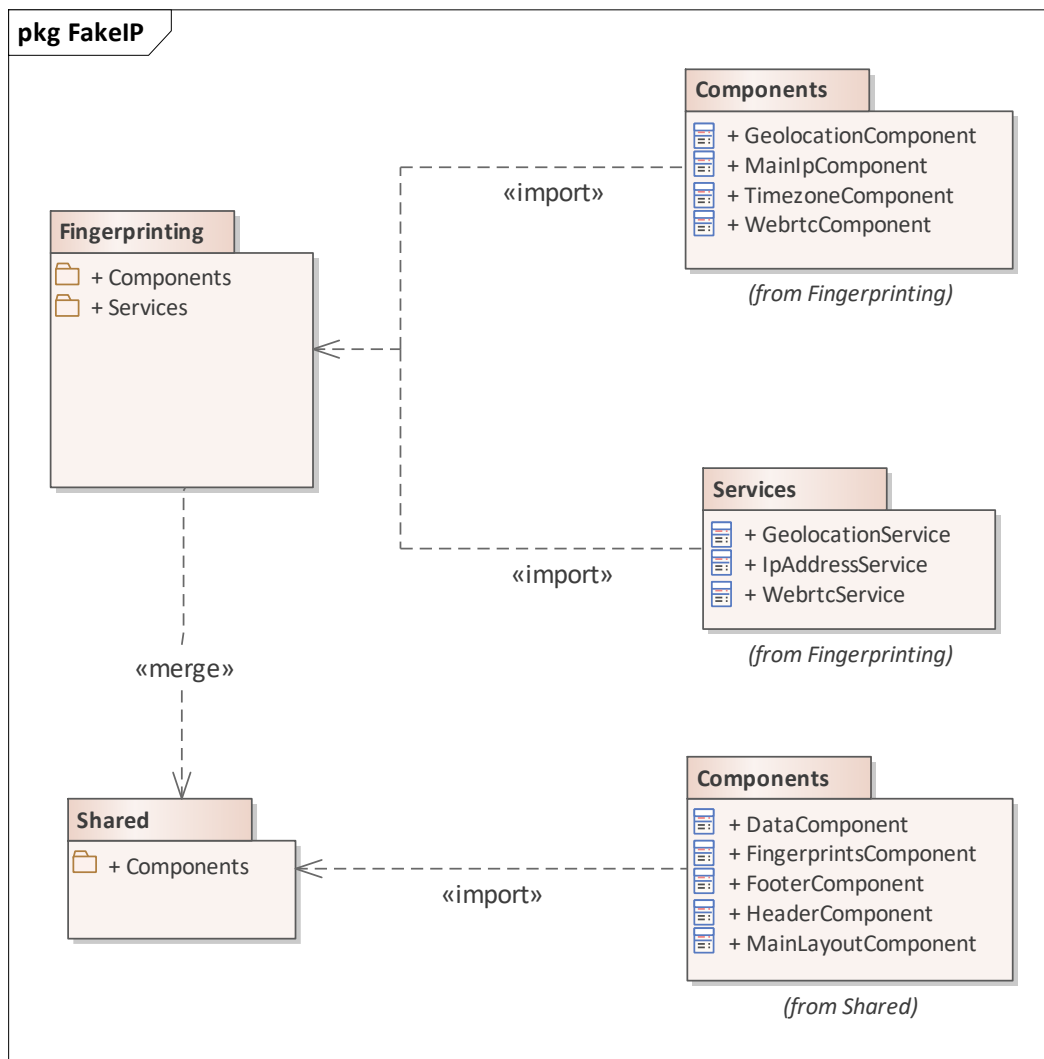 pkg FakeIP
Components
+ GeolocationComponent
+ MainIpComponent
+ TimezoneComponent
+ WebrtcComponent
(from Fingerprinting)
«import»
Fingerprinting
+ Components
+ Services
Services
+ GeolocationService
+ IpAddressService
+ WebrtcService
(from Fingerprinting)
«import»
«merge»
Shared
+ Components
Components
+ DataComponent
+ FingerprintsComponent
+ FooterComponent
+ HeaderComponent
+ MainLayoutComponent
(from Shared)
«import»